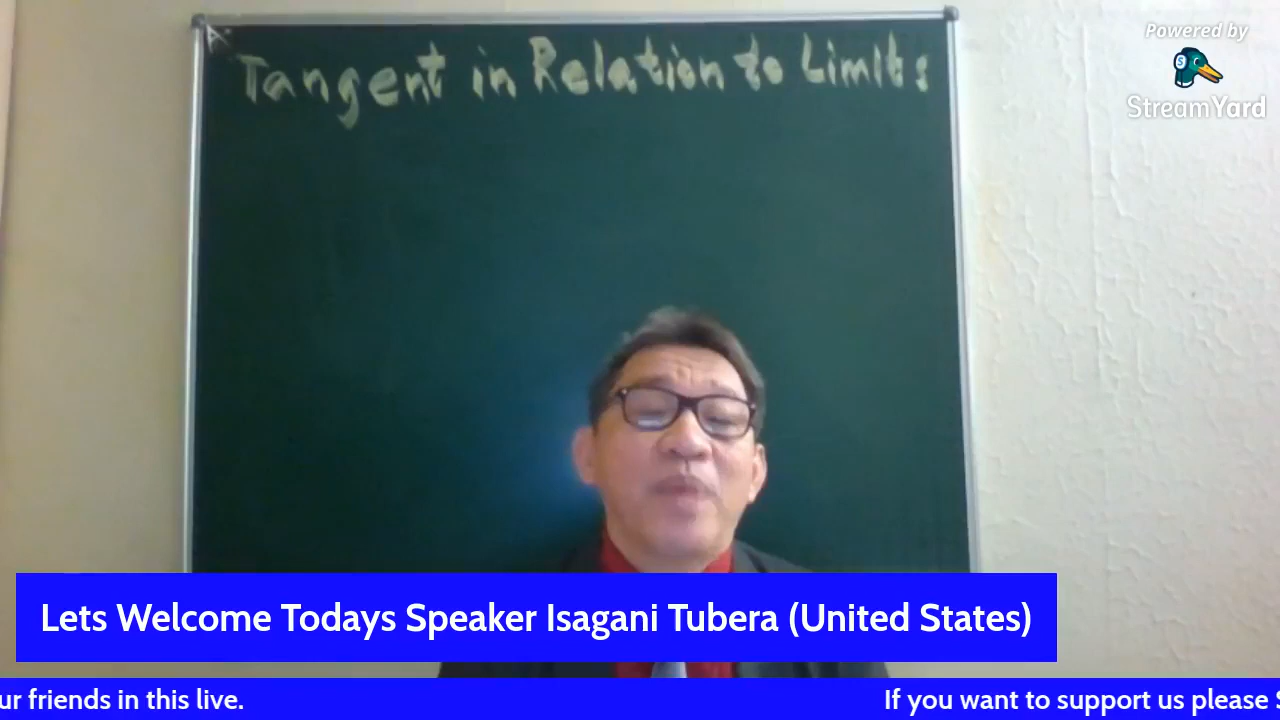 Powered by
StreamYard
Tangent in Relation to Limits
Lets Welcome Todays Speaker Isagani Tubera (United States)
ur friends in this live.
If you want to support us please S